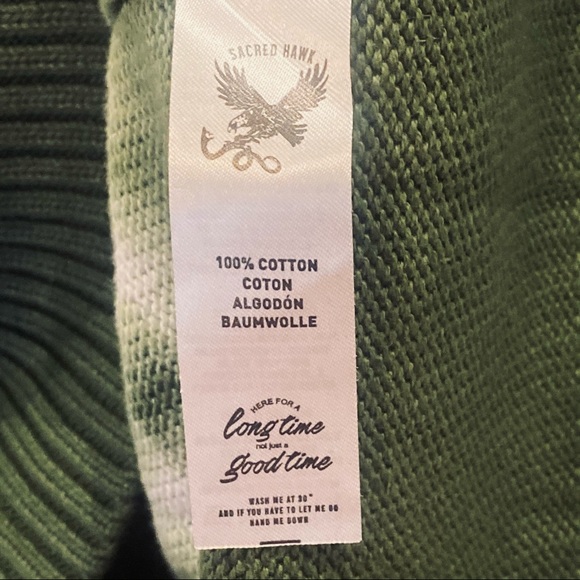 SACRED HAWK
100% COTTON
COTON
ALGODÓN
BAUMWOLLE
HERE FOR A
long time
not just a
good time
WASH ME AT 30°
AND IF YOU HAVE TO LET ME GO
HAND ME DOWN